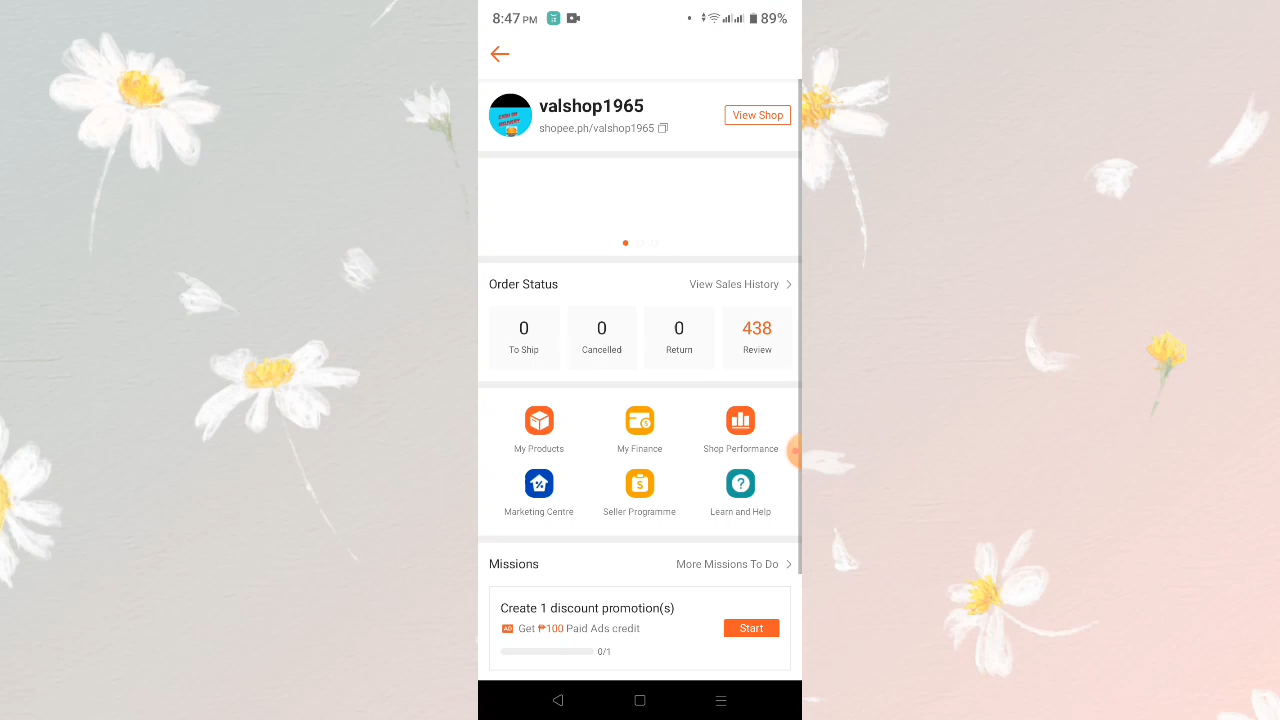 8:47 PM 89%
valshop1965
shopee.ph/valshop1965
View Shop
Order Status
View Sales History
0
0
0
438
To Ship
Cancelled
Return
Review
My Products
My Finance
Shop Performance
Marketing Centre
Seller Programme
Learn and Help
Missions
More Missions To Do
Create 1 discount promotion(s)
AD Get ₱100 Paid Ads credit
Start
0/1